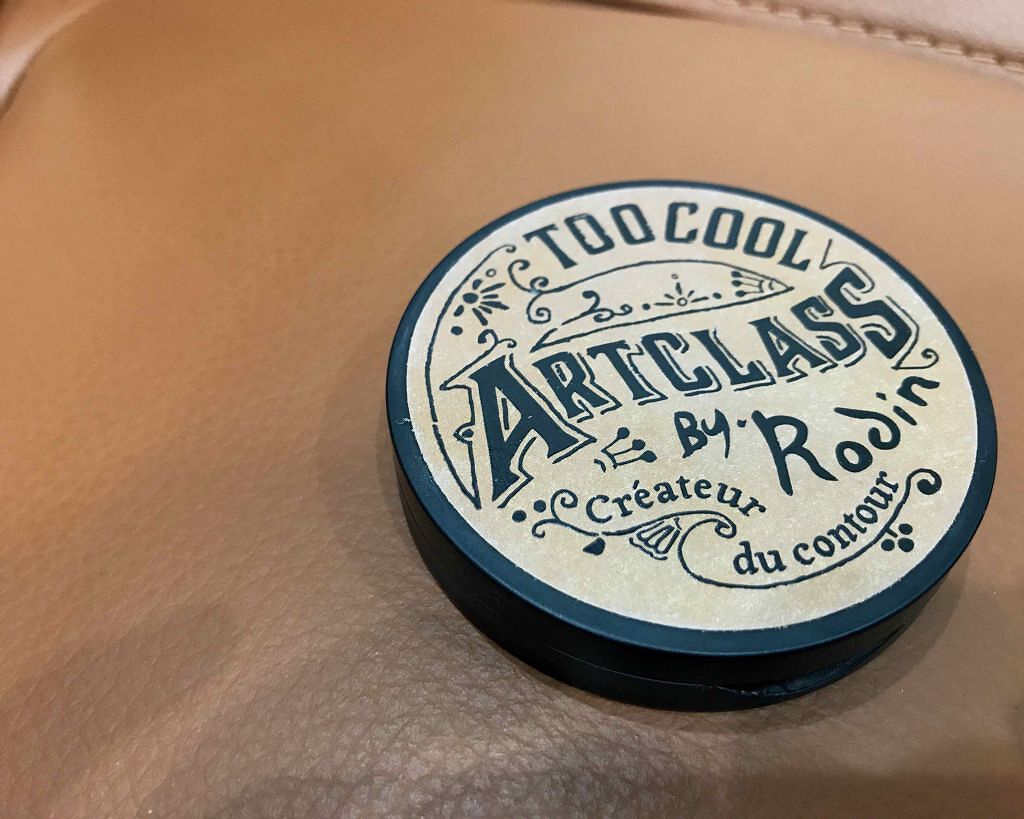 TOO COOL
ARTCLASS
By. Rodin
Créateur
du contour